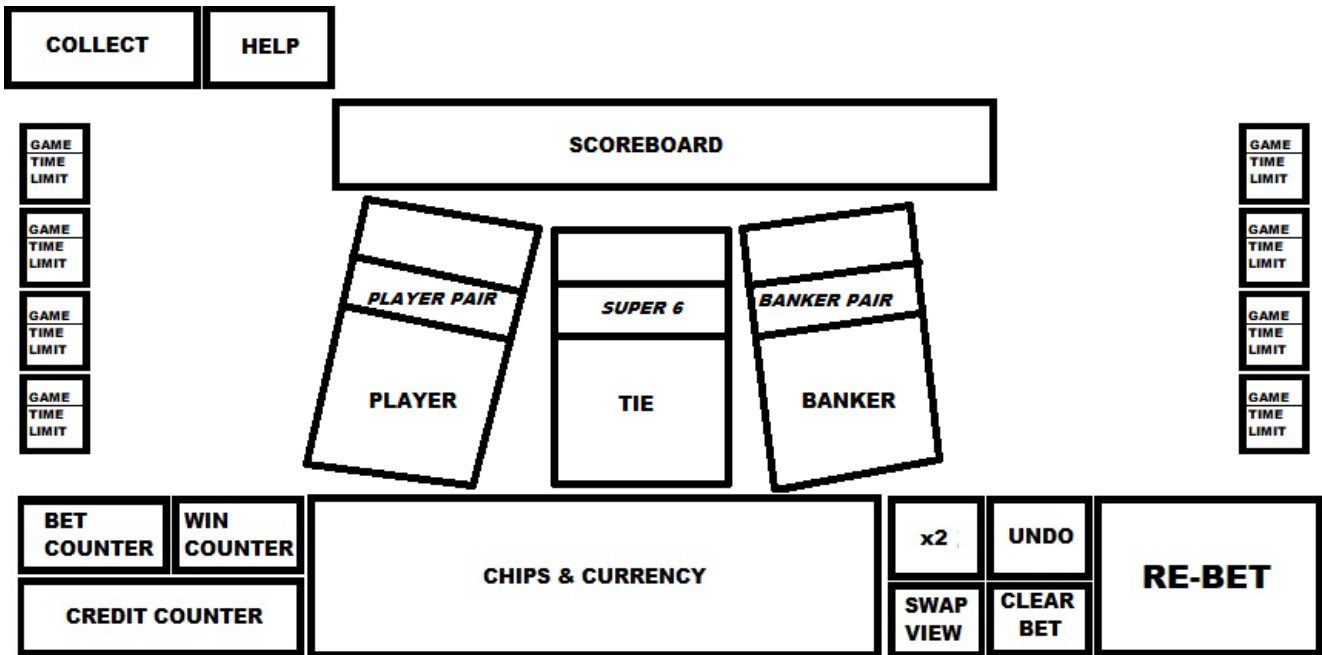 COLLECT
HELP
SCOREBOARD
GAME
TIME
LIMIT
GAME
TIME
LIMIT
GAME
TIME
LIMIT
GAME
TIME
LIMIT
PLAYER PAIR
PLAYER
SUPER 6
TIE
BANKER PAIR
BANKER
GAME
TIME
LIMIT
GAME
TIME
LIMIT
GAME
TIME
LIMIT
GAME
TIME
LIMIT
BET
COUNTER
WIN
COUNTER
CREDIT COUNTER
CHIPS & CURRENCY
x2
UNDO
SWAP
VIEW
CLEAR
BET
RE-BET